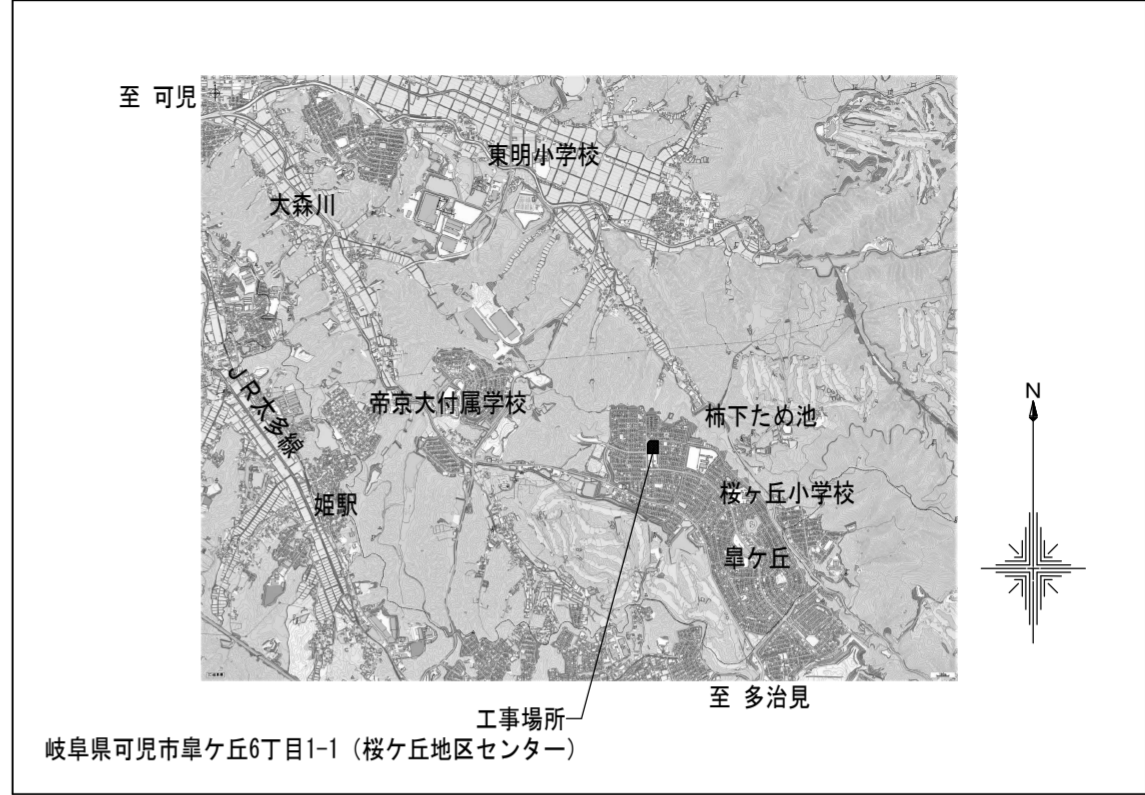 至 可児
東明小学校
大森川
JR太多線
帝京大付属学校
柿下ため池
N
桜ヶ丘小学校
姫駅
皐ケ丘
至 多治見
工事場所
岐阜県可児市皐ケ丘6丁目1-1（桜ケ丘地区センター）